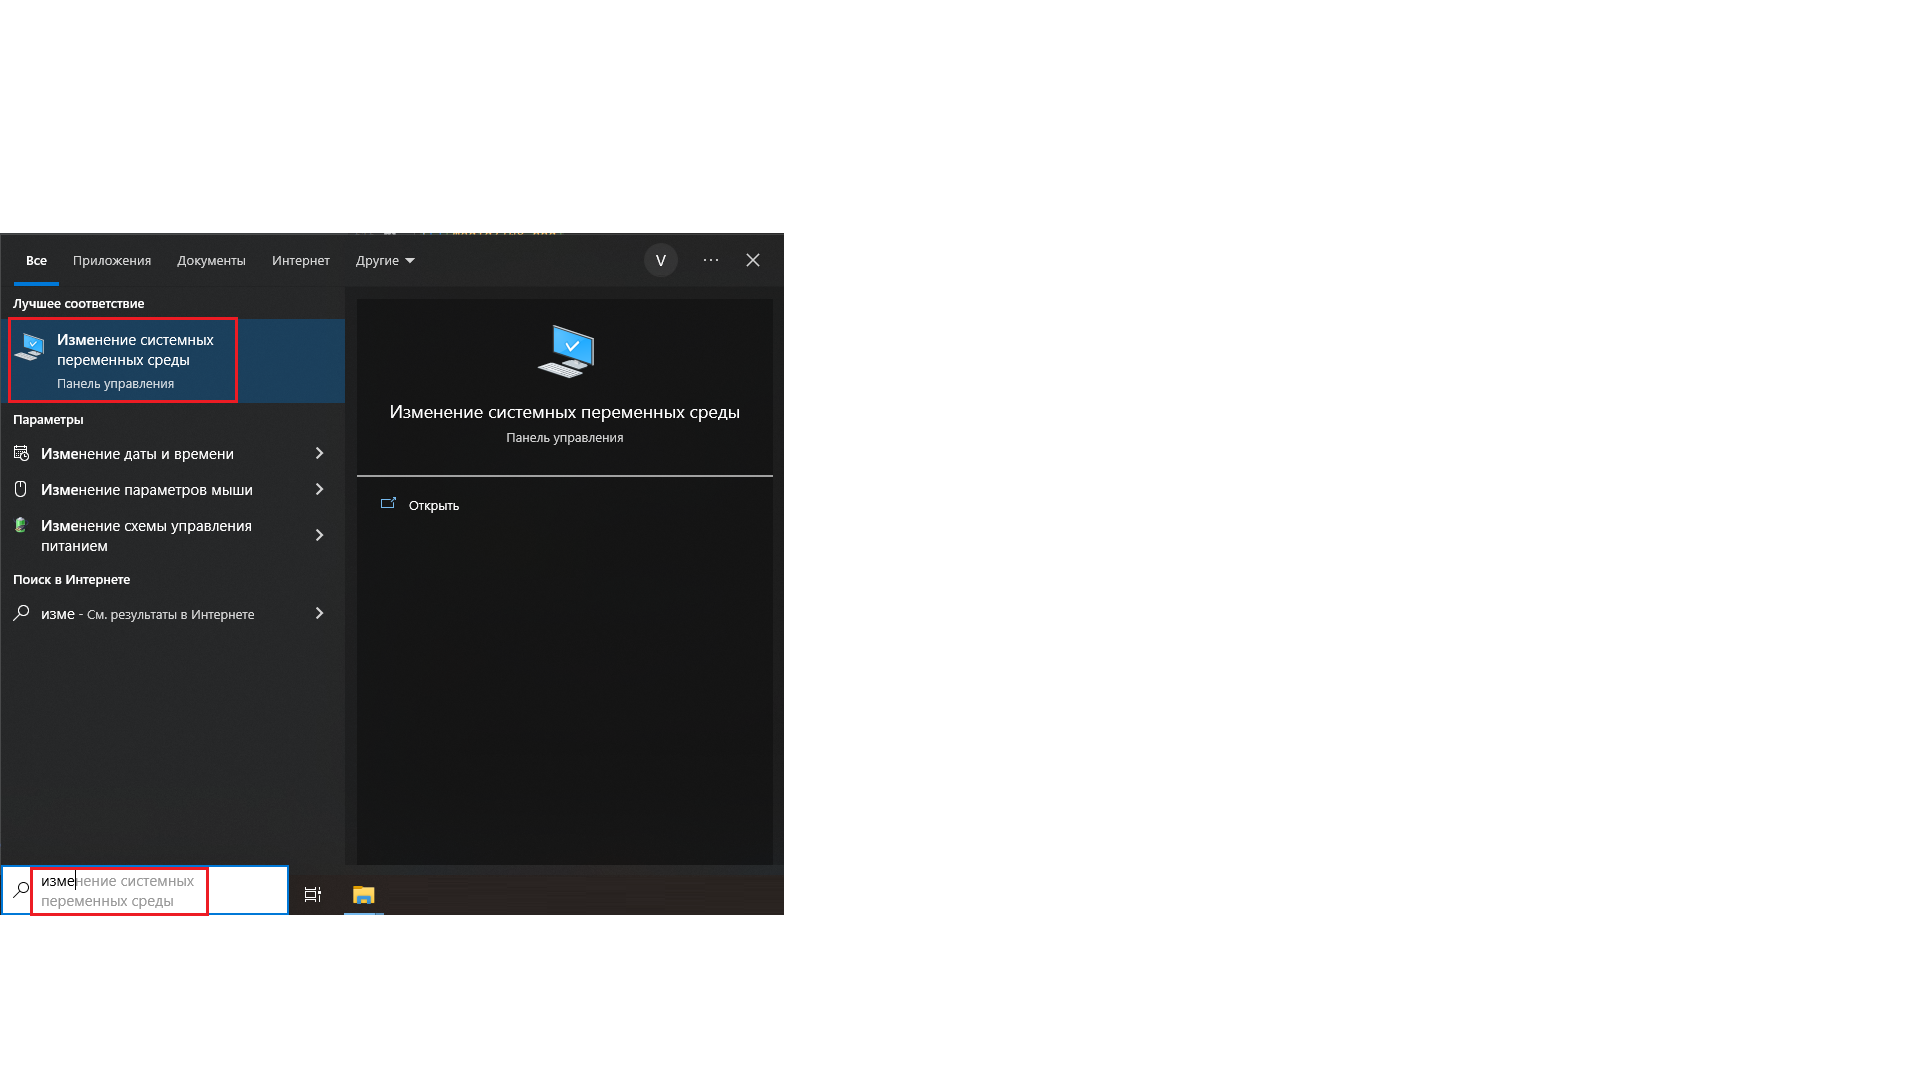 Все
Приложения
Документы
Интернет
Другие
V
Лучшее соответствие
Изменение системных
переменных среды
Панель управления
Параметры
Изменение даты и времени
Изменение параметров мыши
Изменение схемы управления
питанием
Поиск в Интернете
изме - См. результаты в Интернете
Изменение системных переменных среды
Панель управления
Открыть
изменение системных
переменных среды